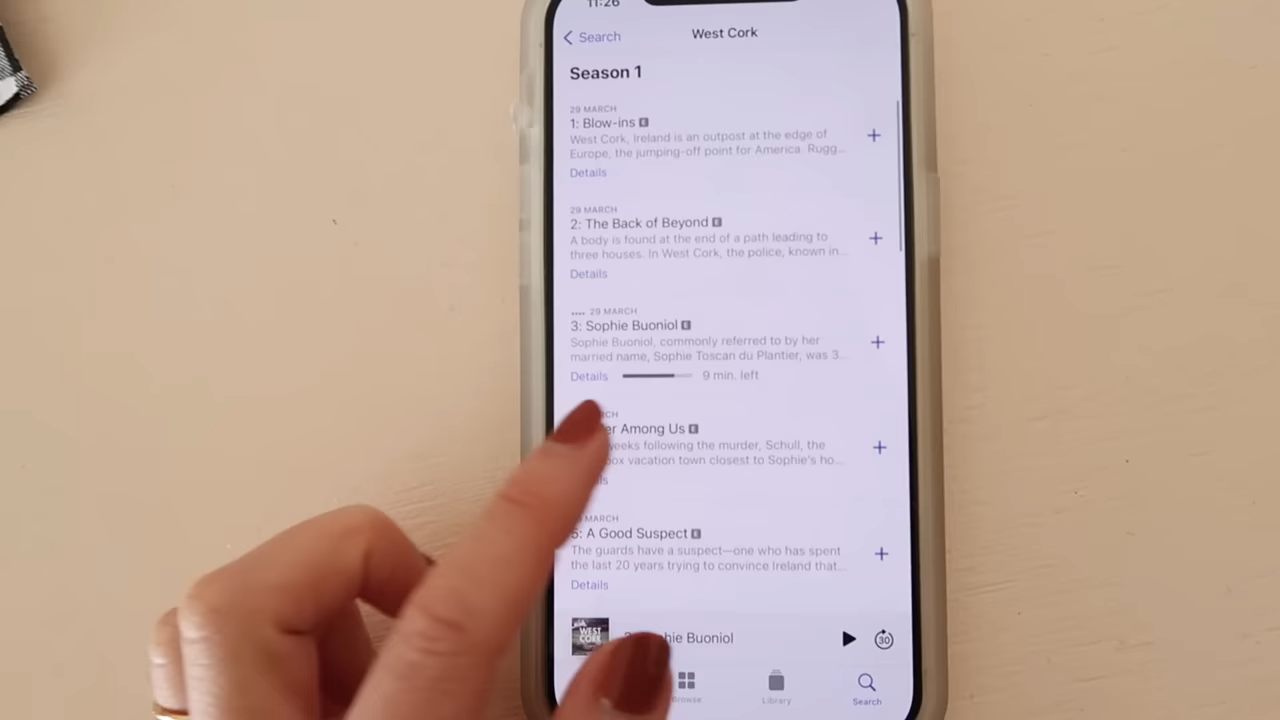 11:26
Search
West Cork
Season 1
29 MARCH
1: Blow-ins E
West Cork, Ireland is an outpost at the edge of
Europe, the jumping-off point for America. Rugg...
Details
29 MARCH
2: The Back of Beyond E
A body is found at the end of a path leading to
three houses. In West Cork, the police, known in...
Details
29 MARCH
3: Sophie Buoniol E
Sophie Buoniol, commonly referred to by her
married name, Sophie Toscan du Plantier, was 3...
Details 9 min. left
Among Us E
weeks following the murder, Schull, the
vacation town closest to Sophie's ho...
MARCH
5: A Good Suspect E
The guards have a suspect—one who has spent
the last 20 years trying to convince Ireland that...
Details
WEST CORK
Buoniol
30
Browse
Library
Search